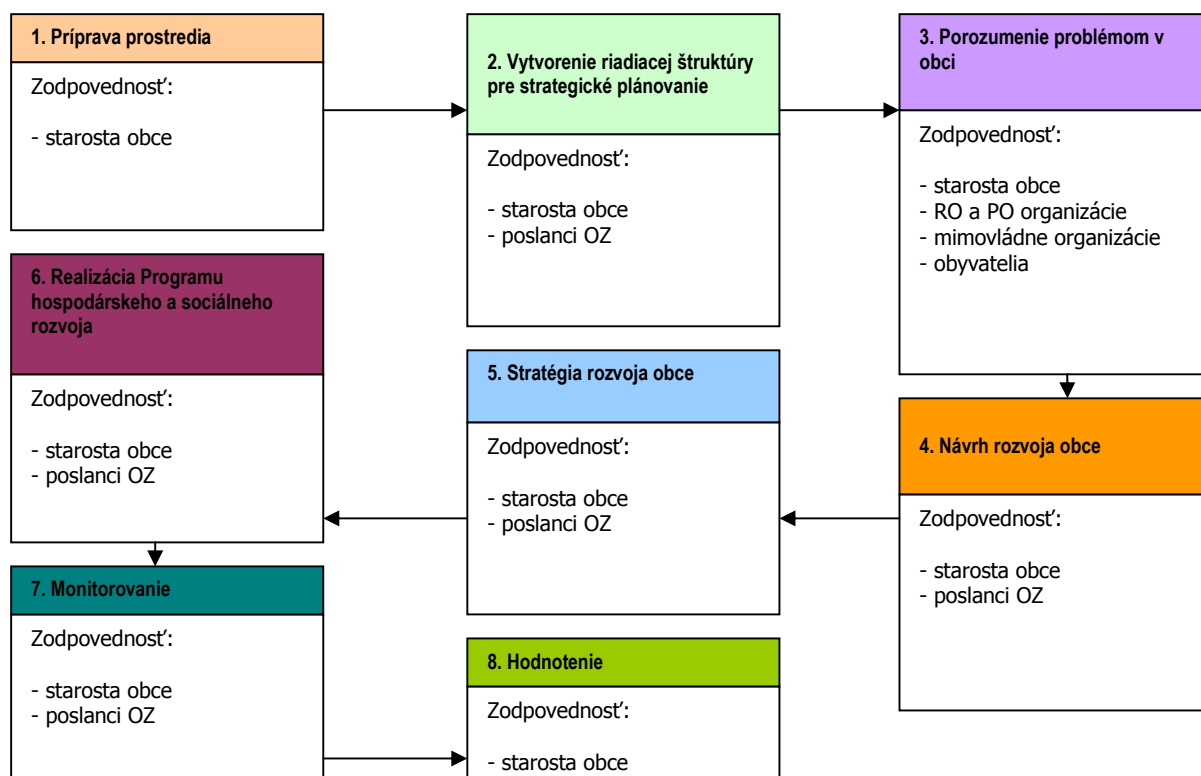 1. Príprava prostredia
Zodpovednosť:
- starosta obce
2. Vytvorenie riadiacej štruktúry
pre strategické plánovanie
Zodpovednosť:
- starosta obce
- poslanci OZ
3. Porozumenie problémom v
obci
Zodpovednosť:
- starosta obce
- RO a PO organizácie
- mimovládne organizácie
- obyvatelia
4. Návrh rozvoja obce
Zodpovednosť:
- starosta obce
- poslanci OZ
5. Stratégia rozvoja obce
Zodpovednosť:
- starosta obce
- poslanci OZ
6. Realizácia Programu
hospodárskeho a sociálneho
rozvoja
Zodpovednosť:
- starosta obce
- poslanci OZ
7. Monitorovanie
Zodpovednosť:
- starosta obce
- poslanci OZ
8. Hodnotenie
Zodpovednosť:
- starosta obce